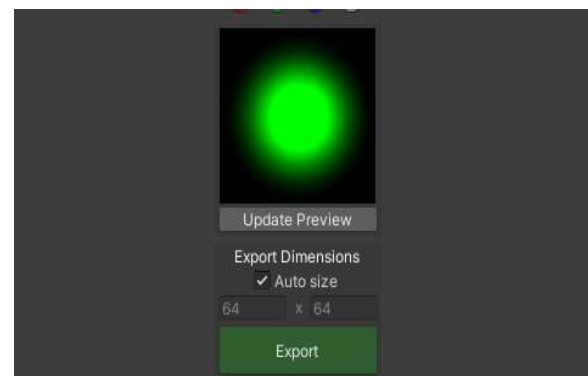 Update Preview
Export Dimensions
Auto size
64 x 64
Export